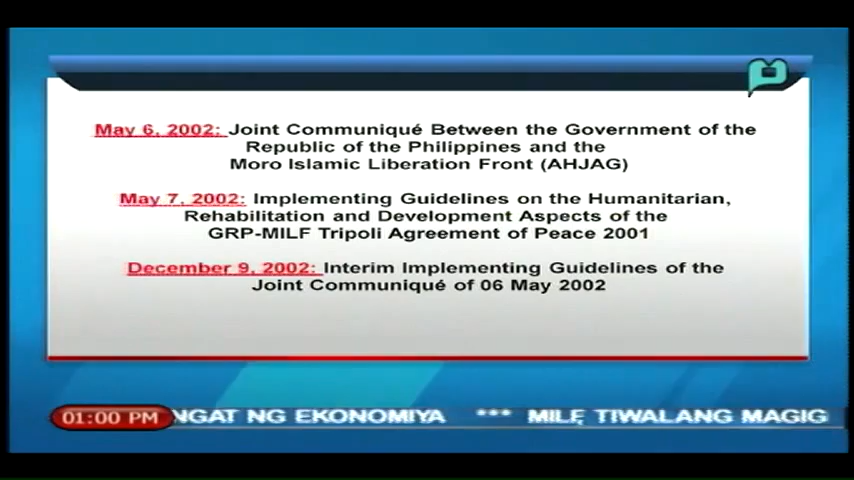 May 6, 2002: Joint Communiqué Between the Government of the
Republic of the Philippines and the
Moro Islamic Liberation Front (AHJAG)
May 7, 2002: Implementing Guidelines on the Humanitarian,
Rehabilitation and Development Aspects of the
GRP-MILF Tripoli Agreement of Peace 2001
December 9, 2002: Interim Implementing Guidelines of the
Joint Communiqué of 06 May 2002
01:00 PM NGAT NG EKONOMIYA *** MILF, TIWALANG MAGIG